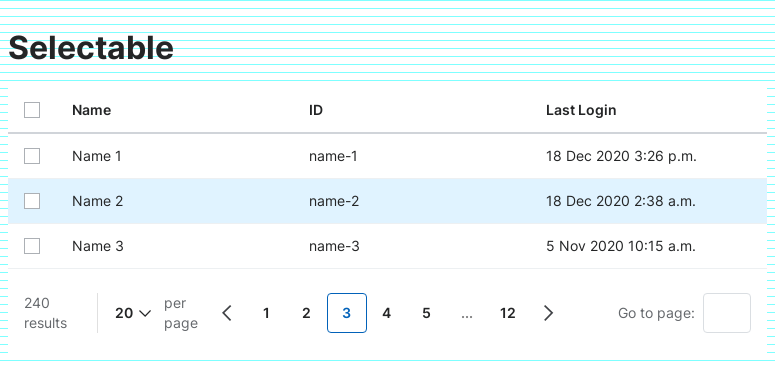 Selectable
Name ID Last Login
Name 1 name-1 18 Dec 2020 3:26 p.m.
Name 2 name-2 18 Dec 2020 2:38 a.m.
Name 3 name-3 5 Nov 2020 10:15 a.m.
240 results 20 per page 1 2 3 4 5 ... 12 Go to page: